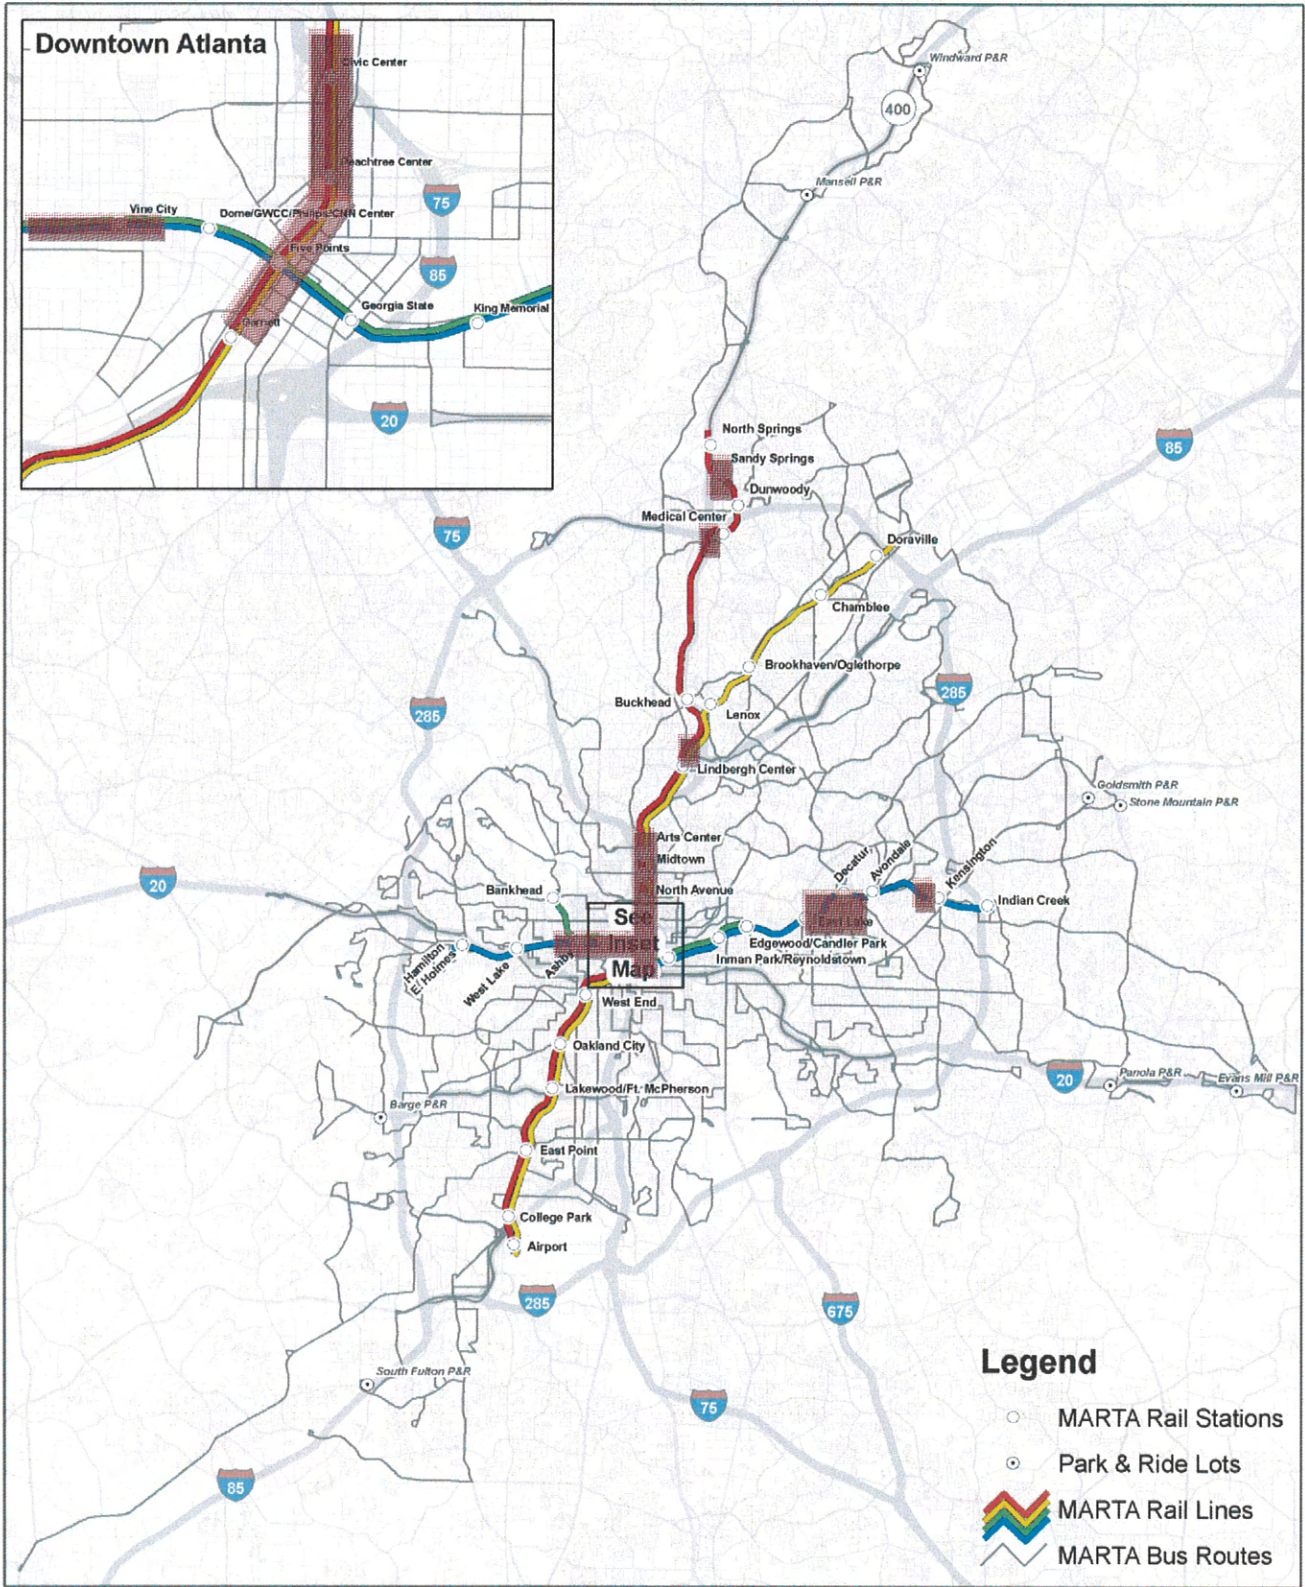 Downtown Atlanta
Civic Center
Peachtree Center
75
Vine City
Dome/GWCC/Philips/CNN Center
Five Points
85
Georgia State
King Memorial
Garnett
20
Windward P&R
400
Mansell P&R
North Springs
85
Sandy Springs
Dunwoody
Medical Center
75
Doraville
Chamblee
Brookhaven/Oglethorpe
285
Buckhead
Lenox
285
Lindbergh Center
Goldsmith P&R
Stone Mountain P&R
Arts Center
Midtown
Decatur
Avondale
Kensington
20
Bankhead
North Avenue
Indian Creek
See
Inset
Map
East Lake
Edgewood/Candler Park
Inman Park/Reynoldstown
Hamilton
E. Holmes
West Lake
Ashby
West End
Oakland City
20
Panola P&R
Evans Mill P&R
Lakewood/Ft. McPherson
Barge P&R
East Point
College Park
Airport
285
675
South Fulton P&R
75
85
Legend
MARTA Rail Stations
Park & Ride Lots
MARTA Rail Lines
MARTA Bus Routes